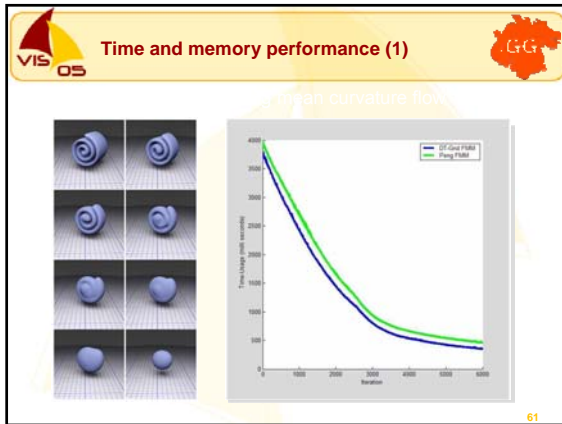 VIS
05
Time and memory performance (1)
GG
mean curvature flow
4000
3500
3000
2500
2000
1500
1000
500
0
Time-Usage (milli seconds)
DT-Grid FMM
Peng FMM
0
1000
2000
3000
4000
5000
6000
Iteration
61